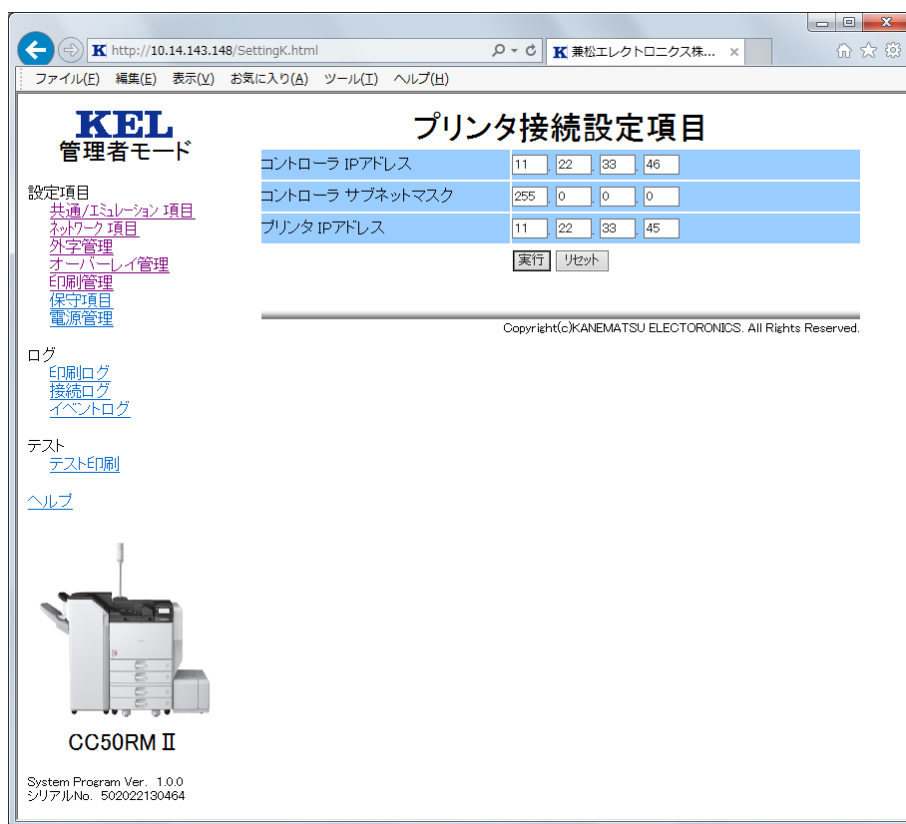 http://10.14.143.148/SettingK.html
兼松エレクトロニクス株...
ファイル(F) 編集(E) 表示(V) お気に入り(A) ツール(T) ヘルプ(H)
KEL
管理者モード
設定項目
共通/エミュレーション 項目
ネットワーク 項目
外字管理
オーバーレイ管理
印刷管理
保守項目
電源管理
ログ
印刷ログ
接続ログ
イベントログ
テスト
テスト印刷
ヘルプ
CC50RM II
System Program Ver. 1.0.0
シリアルNo. 502022130464
プリンタ接続設定項目
コントローラ IPアドレス 11 . 22 . 33 . 46
コントローラ サブネットマスク 255 . 0 . 0 . 0
プリンタ IPアドレス 11 . 22 . 33 . 45
実行 リセット
Copyright(c)KANEMATSU ELECTORONICS. All Rights Reserved.